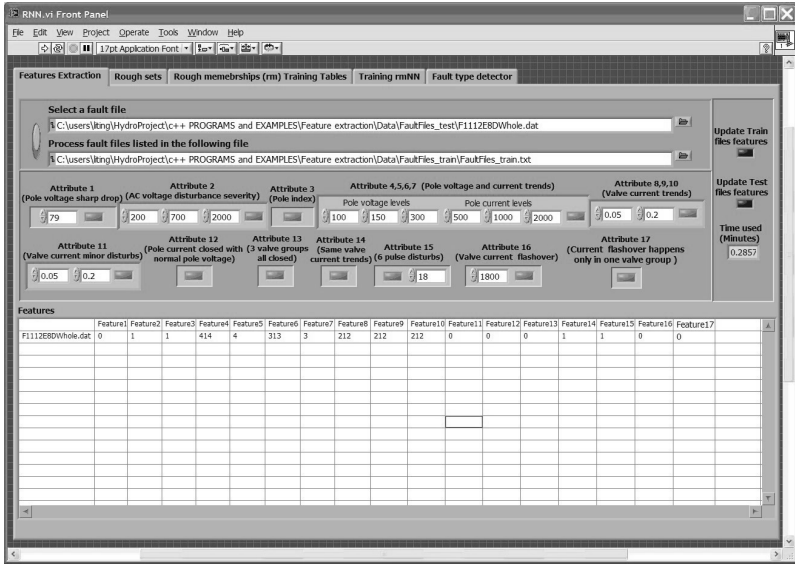 RNN.vi Front Panel
File Edit View Project Operate Tools Window Help
17pt Application Font
Features Extraction Rough sets Rough memebrships (rm) Training Tables Training rmNN Fault type detector
Select a fault file
C:\users\liting\HydroProject\c++ PROGRAMS and EXAMPLES\Feature extraction\Data\FaultFiles_test\F1112E8DWhole.dat
Process fault files listed in the following file
C:\users\liting\HydroProject\c++ PROGRAMS and EXAMPLES\Feature extraction\Data\FaultFiles_train\FaultFiles_train.txt
Update Train files features
Update Test files features
Time used (Minutes)
0.2857
Attribute 1 (Pole voltage sharp drop)
79
Attribute 2 (AC voltage disturbance severity)
200 700 2000
Attribute 3 (Pole index)
Attribute 4,5,6,7 (Pole voltage and current trends)
Pole voltage levels Pole current levels
100 150 300 500 1000 2000
Attribute 8,9,10 (Valve current trends)
0.05 0.2
Attribute 11 (Valve current minor disturbs)
0.05 0.2
Attribute 12 (Pole current closed with normal pole voltage)
Attribute 13 (3 valve groups all closed)
Attribute 14 (Same valve current trends)
Attribute 15 (6 pulse disturbs)
18
Attribute 16 (Valve current flashover)
1800
Attribute 17 (Current flashover happens only in one valve group )
Features
Feature1 Feature2 Feature3 Feature4 Feature5 Feature6 Feature7 Feature8 Feature9 Feature10 Feature11 Feature12 Feature13 Feature14 Feature15 Feature16 Feature17
F1112E8DWhole.dat 0 1 1 414 4 313 3 212 212 212 0 0 0 1 1 0 0